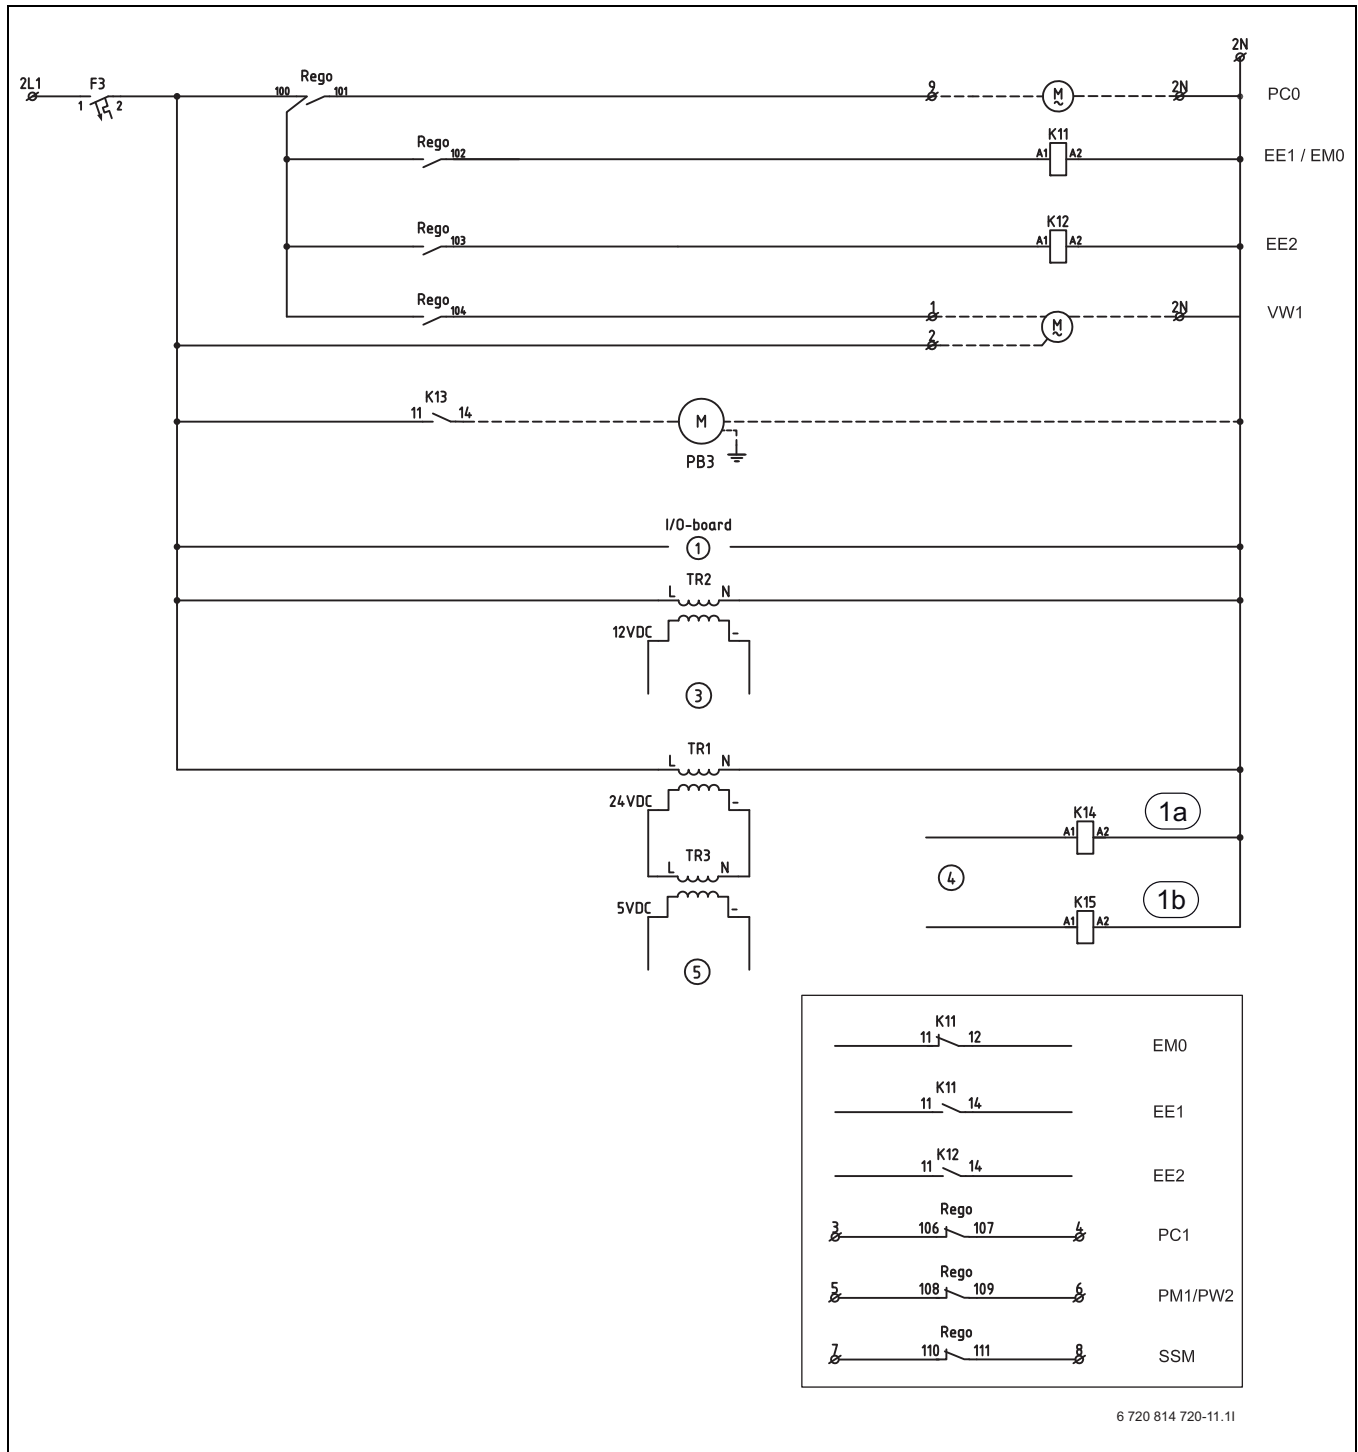 2N
2L1 F3 Rego
1 2 100 101 9 M ~ 2N PC0
Rego K11
102 A1 A2 EE1 / EM0
Rego K12
103 A1 A2 EE2
Rego
104 1 M ~ 2N VW1
2
K13
11 14 M
PB3
I/O-board
1
TR2
L N
12VDC -
3
TR1
L N
24VDC -
K14 1a
A1 A2
TR3
L N
4
5VDC -
K15 1b
A1 A2
5
K11
11 12 EM0
K11
11 14 EE1
K12
11 14 EE2
Rego
3 106 107 4 PC1
Rego
5 108 109 6 PM1/PW2
Rego
7 110 111 8 SSM
6 720 814 720-11.1I